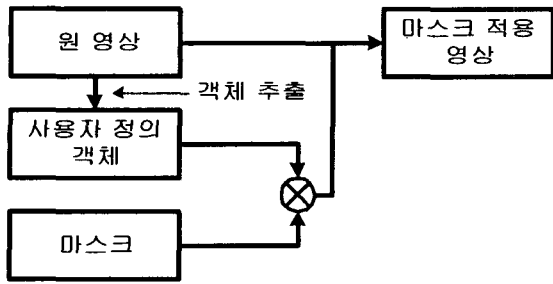 원 영상
마스크 적용
영상
객체 추출
사용자 정의
객체
마스크